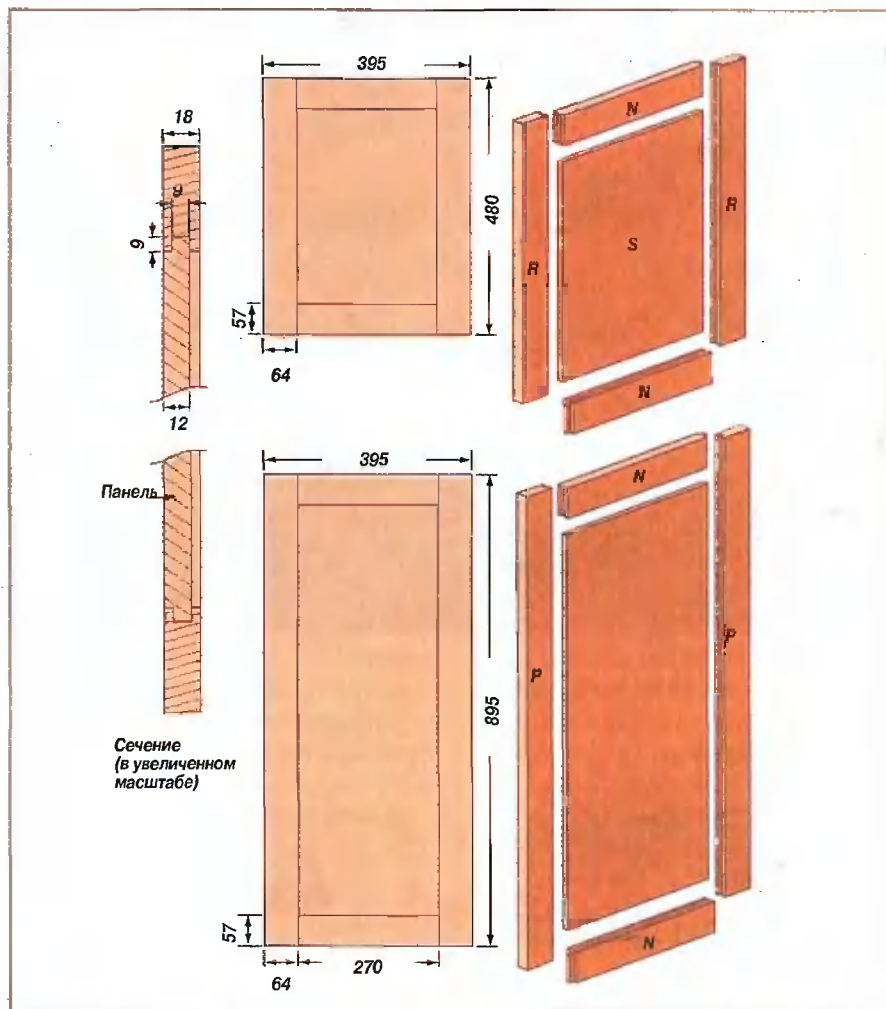 395
18
9
9
12
480
57
64
N
R
S
R
N
395
Панель
895
57
64
270
N
P
P
N
Сечение
(в увеличенном
масштабе)